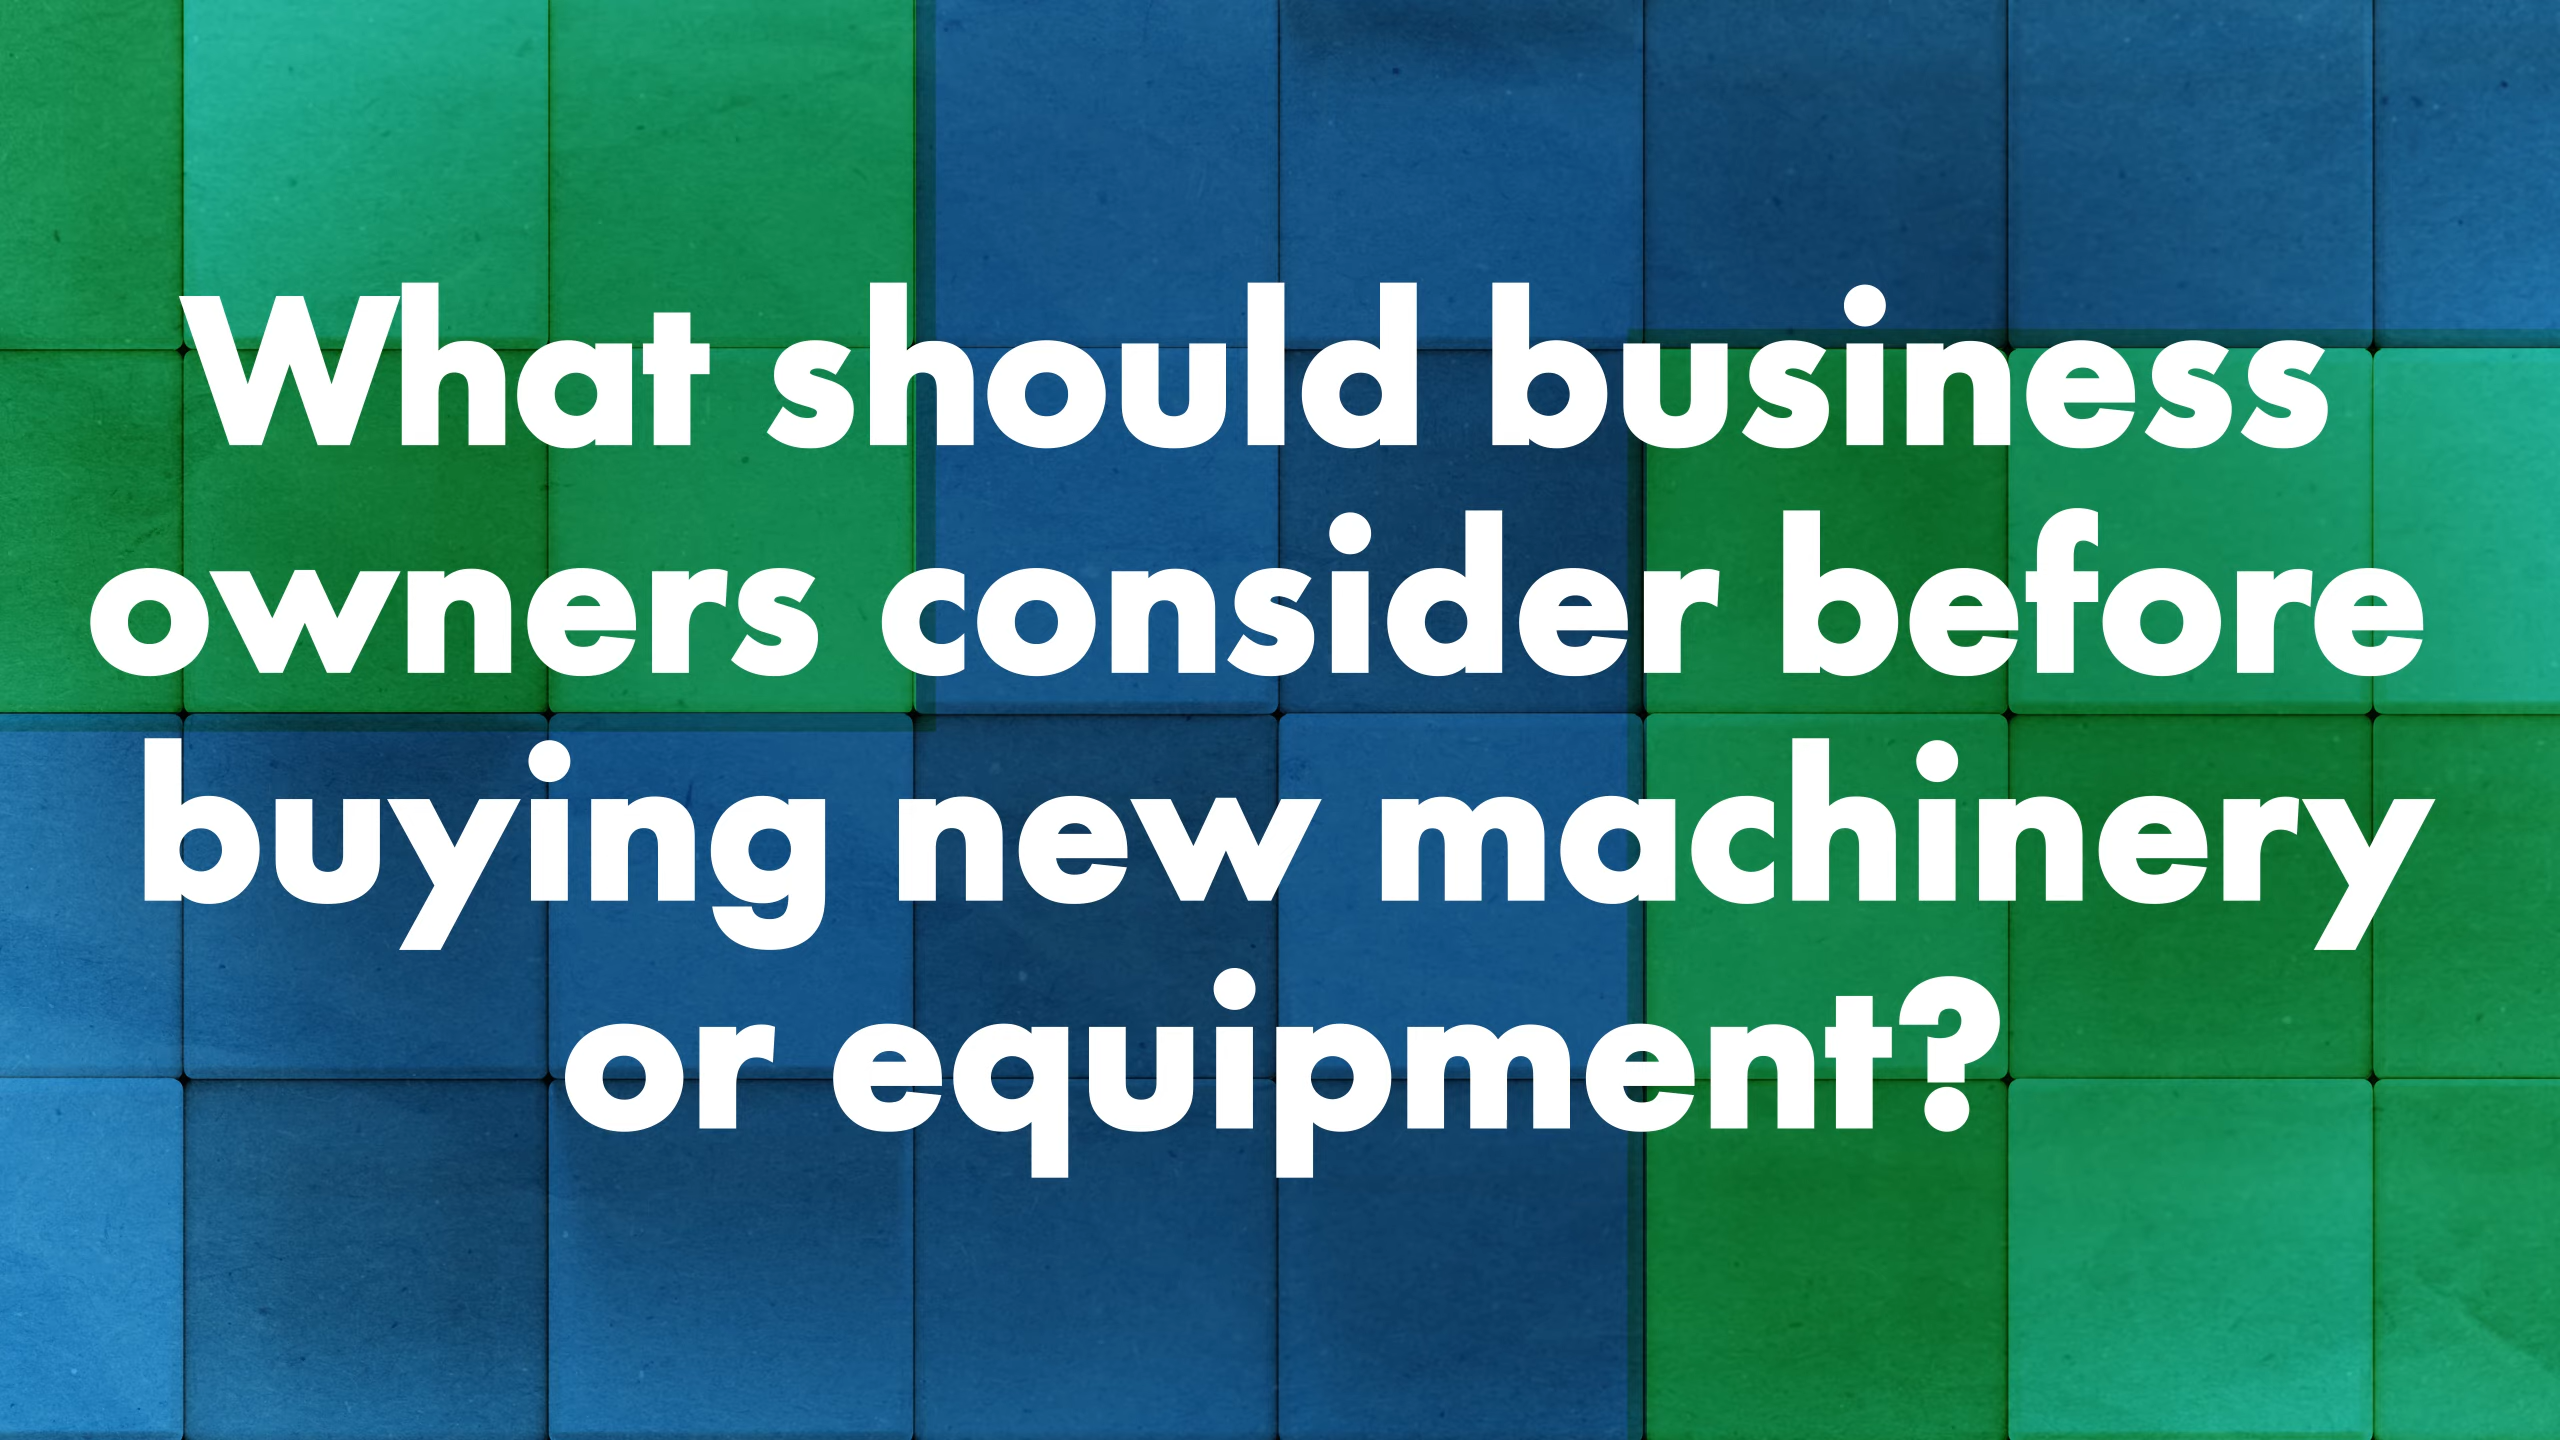 What should business
owners consider before
buying new machinery
or equipment?